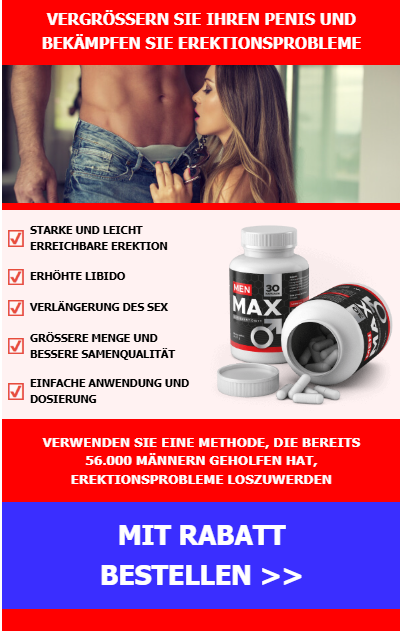 VERGRÖSSERN SIE IHREN PENIS UND
BEKÄMPFEN SIE EREKTIONSPROBLEME
STARKE UND LEICHT
ERREICHBARE EREKTION
ERHÖHTE LIBIDO
VERLÄNGERUNG DES SEX
GRÖSSERE MENGE UND
BESSERE SAMENQUALITÄT
EINFACHE ANWENDUNG UND
DOSIERUNG
MEN
30
MAX
MAX
VERWENDEN SIE EINE METHODE, DIE BEREITS
56.000 MÄNNERN GEHOLFEN HAT,
EREKTIONSPROBLEME LOSZUWERDEN
MIT RABATT
BESTELLEN >>